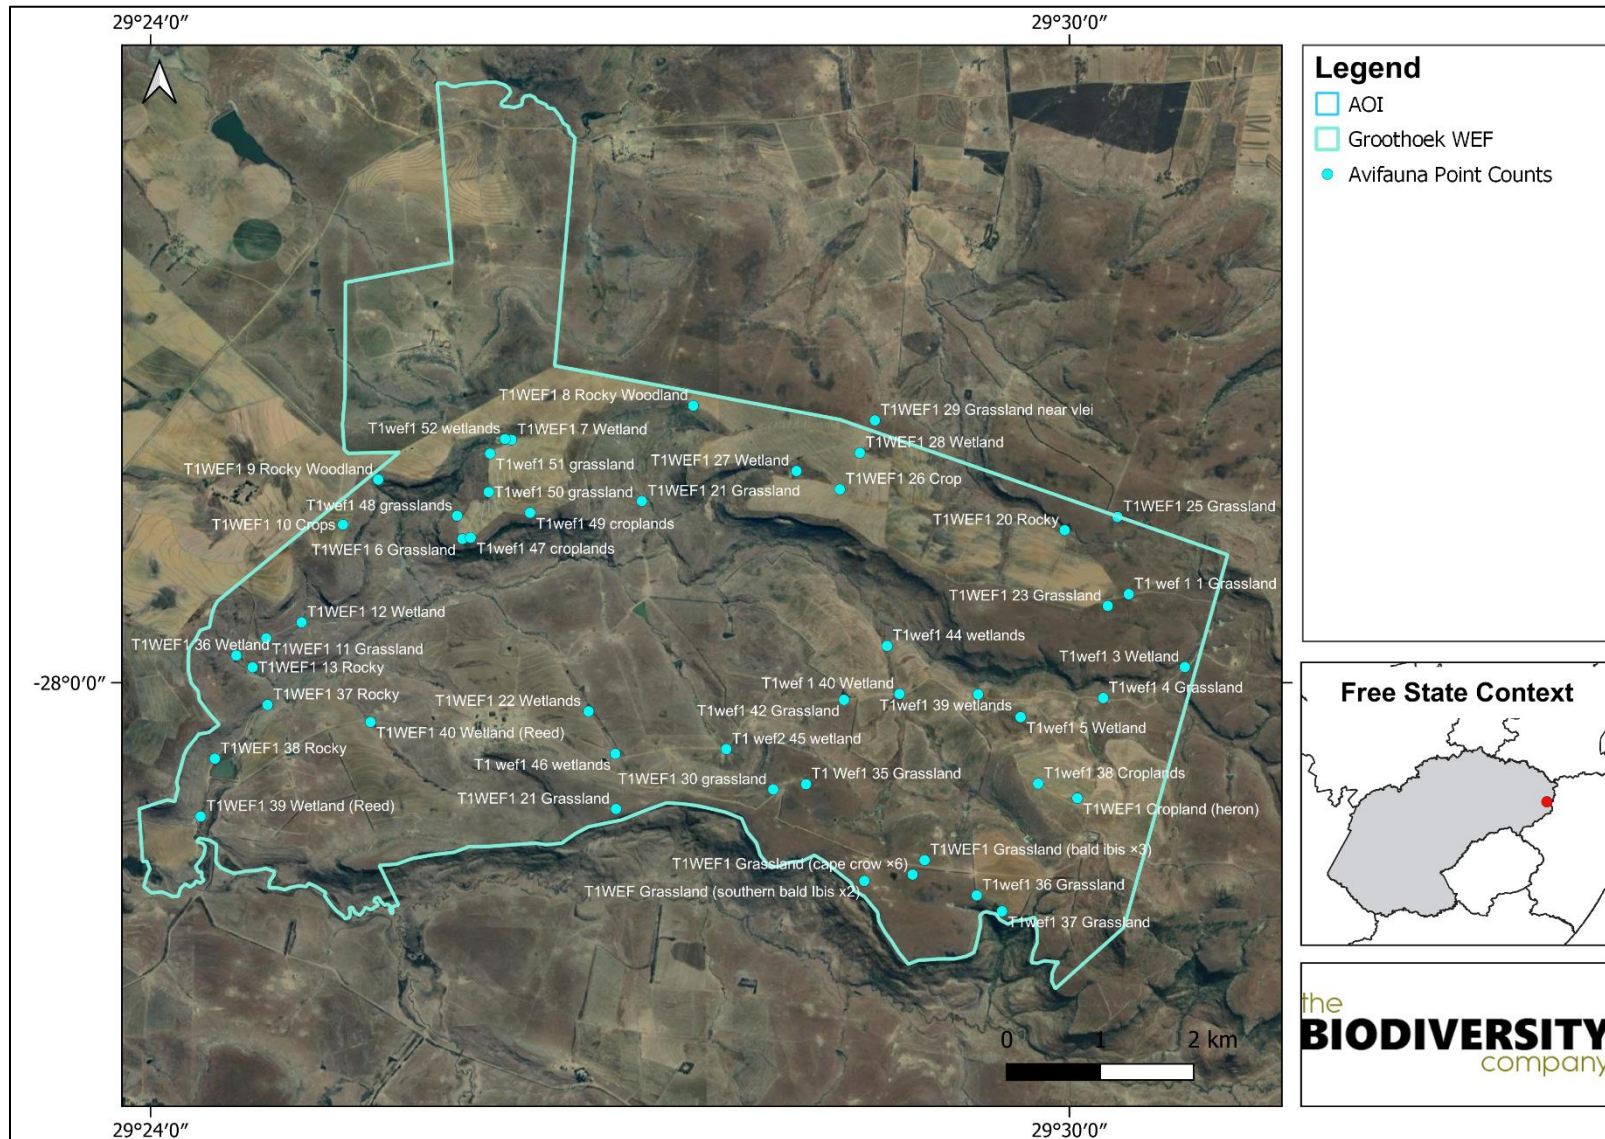 29°24′0″
29°30′0″
Legend
AOI
Groothoek WEF
Avifauna Point Counts
T1WEF1 8 Rocky Woodland
T1WEF1 29 Grassland near vlei
T1wef1 52 wetlands
T1WEF1 7 Wetland
T1WEF1 28 Wetland
T1wef1 51 grassland
T1WEF1 27 Wetland
T1WEF1 9 Rocky Woodland
T1WEF1 26 Crop
T1wef1 50 grassland
T1WEF1 21 Grassland
T1wef1 48 grasslands
T1WEF1 25 Grassland
T1WEF1 10 Crops
T1wef1 49 croplands
T1WEF1 20 Rocky
T1WEF1 6 Grassland
T1wef1 47 croplands
T1 wef 1 1 Grassland
T1WEF1 23 Grassland
T1WEF1 12 Wetland
T1WEF1 36 Wetland
T1WEF1 11 Grassland
T1wef1 44 wetlands
T1WEF1 13 Rocky
T1wef1 3 Wetland
-28°0′0″
T1WEF1 37 Rocky
T1wef 1 40 Wetland
T1wef1 4 Grassland
T1WEF1 22 Wetlands
T1wef1 42 Grassland
T1wef1 39 wetlands
T1WEF1 40 Wetland (Reed)
T1wef1 5 Wetland
T1WEF1 38 Rocky
T1 wef2 45 wetland
T1 wef1 46 wetlands
T1WEF1 30 grassland
T1 Wef1 35 Grassland
T1wef1 38 Croplands
T1WEF1 39 Wetland (Reed)
T1WEF1 21 Grassland
T1WEF1 Cropland (heron)
T1WEF1 Grassland (bald ibis ×3)
T1WEF1 Grassland (cape crow ×6)
T1WEF Grassland (southern bald Ibis x2)
T1wef1 36 Grassland
T1wef1 37 Grassland
0 1 2 km
29°24′0″
29°30′0″
Free State Context
the
BIODIVERSITY
company